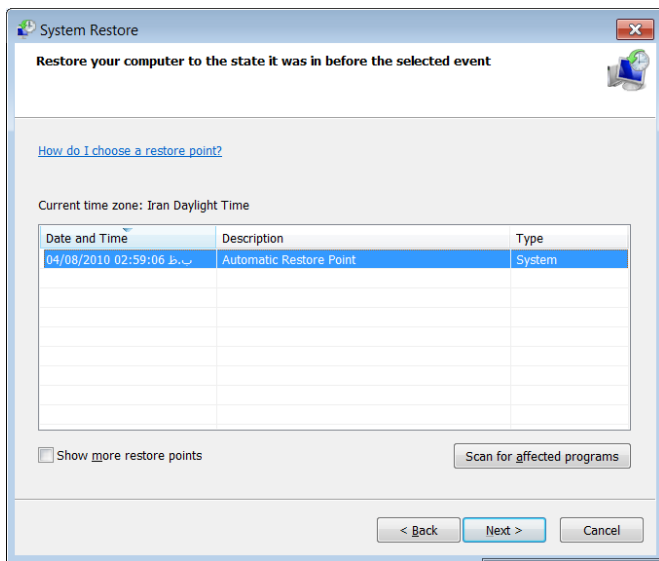 System Restore
Restore your computer to the state it was in before the selected event
How do I choose a restore point?
Current time zone: Iran Daylight Time
Date and Time Description Type
04/08/2010 02:59:06 ب.ظ Automatic Restore Point System
Show more restore points
Scan for affected programs
< Back Next > Cancel